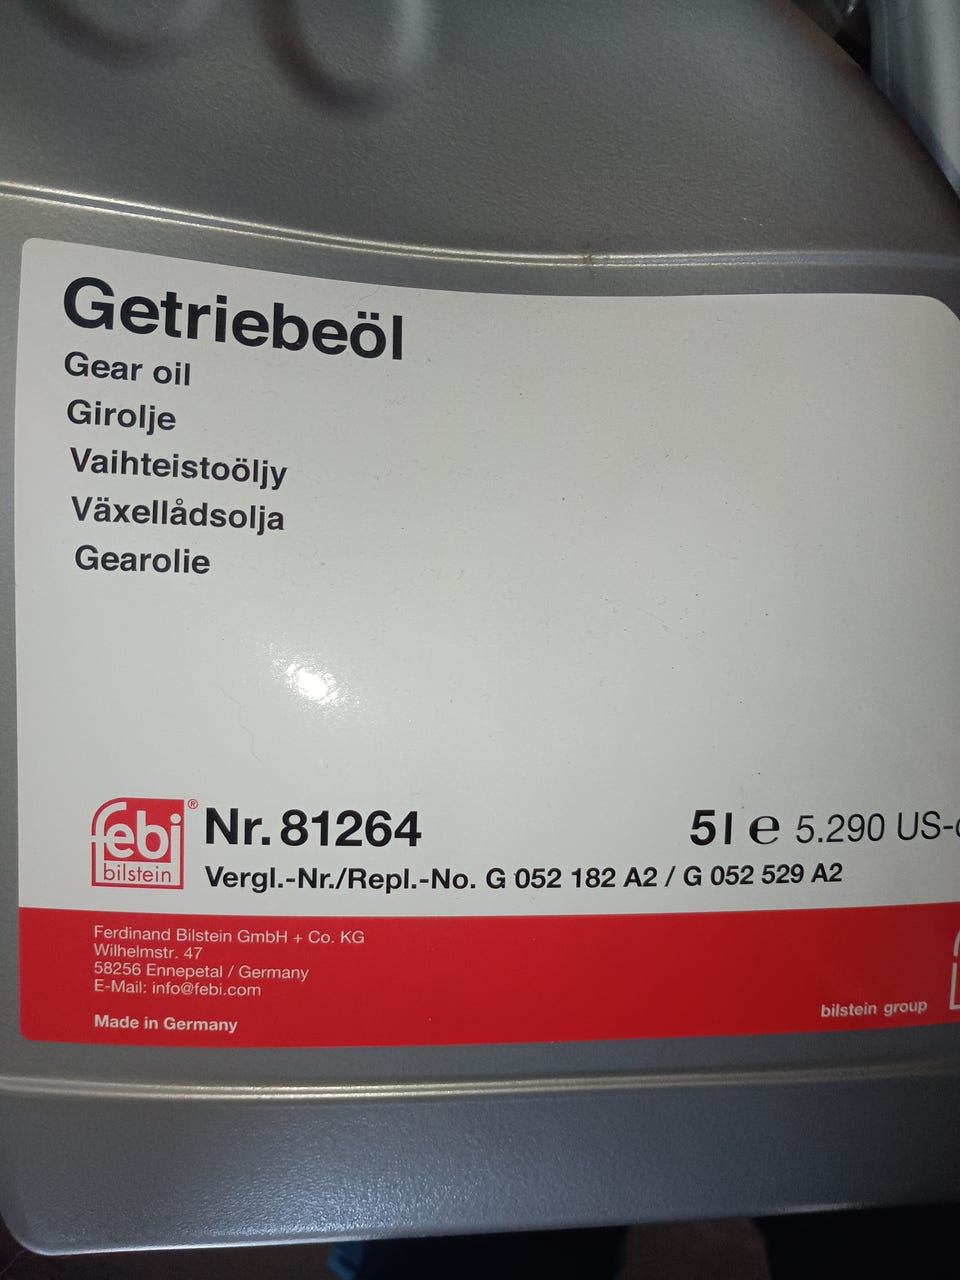 Getriebeöl
Gear oil
Girolje
Vaihteistoöljy
Växellådsolja
Gearolie
febi®
bilstein
Nr. 81264
5 l ℮ 5.290 US-
Vergl.-Nr./Repl.-No. G 052 182 A2 / G 052 529 A2
Ferdinand Bilstein GmbH + Co. KG
Wilhelmstr. 47
58256 Ennepetal / Germany
E-Mail: info@febi.com
Made in Germany
bilstein group